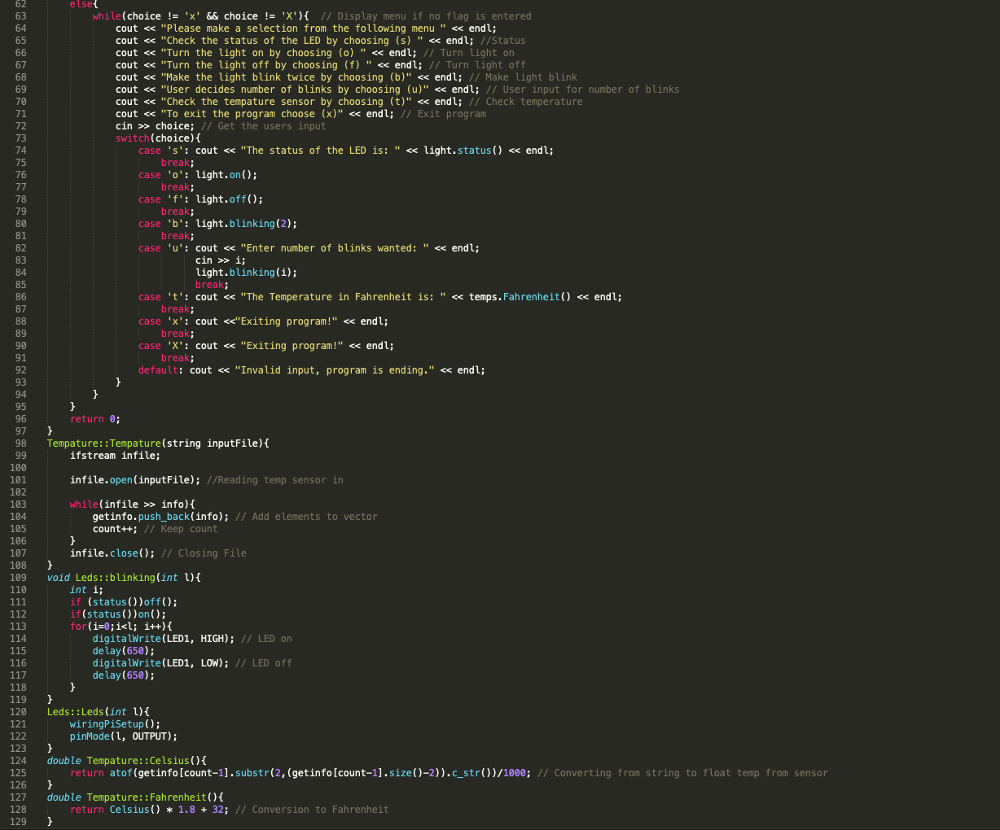 62 else{
63 while(choice != 'x' && choice != 'X'){ // Display menu if no flag is entered
64 cout << "Please make a selection from the following menu " << endl;
65 cout << "Check the status of the LED by choosing (s) " << endl; //Status
66 cout << "Turn the light on by choosing (o) " << endl; // Turn light on
67 cout << "Turn the light off by choosing (f) " << endl; // Turn light off
68 cout << "Make the light blink twice by choosing (b)" << endl; // Make light blink
69 cout << "User decides number of blinks by choosing (u)" << endl; // User input for number of blinks
70 cout << "Check the tempature sensor by choosing (t)" << endl; // Check temperature
71 cout << "To exit the program choose (x)" << endl; // Exit program
72 cin >> choice; // Get the users input
73 switch(choice){
74 case 's': cout << "The status of the LED is: " << light.status() << endl;
75 break;
76 case 'o': light.on();
77 break;
78 case 'f': light.off();
79 break;
80 case 'b': light.blinking(2);
81 break;
82 case 'u': cout << "Enter number of blinks wanted: " << endl;
83 cin >> i;
84 light.blinking(i);
85 break;
86 case 't': cout << "The Temperature in Fahrenheit is: " << temps.Fahrenheit() << endl;
87 break;
88 case 'x': cout <<"Exiting program!" << endl;
89 break;
90 case 'X': cout << "Exiting program!" << endl;
91 break;
92 default: cout << "Invalid input, program is ending." << endl;
93 }
94 }
95 }
96 return 0;
97 }
98 Tempature::Tempature(string inputFile){
99 ifstream infile;
100
101 infile.open(inputFile); //Reading temp sensor in
102
103 while(infile >> info){
104 getinfo.push_back(info); // Add elements to vector
105 count++; // Keep count
106 }
107 infile.close(); // Closing File
108 }
109 void Leds::blinking(int l){
110 int i;
111 if (status())off();
112 if(status())on();
113 for(i=0;i<l; i++){
114 digitalWrite(LED1, HIGH); // LED on
115 delay(650);
116 digitalWrite(LED1, LOW); // LED off
117 delay(650);
118 }
119 }
120 Leds::Leds(int l){
121 wiringPiSetup();
122 pinMode(l, OUTPUT);
123 }
124 double Tempature::Celsius(){
125 return atof(getinfo[count-1].substr(2,(getinfo[count-1].size()-2)).c_str())/1000; // Converting from string to float temp from sensor
126 }
127 double Tempature::Fahrenheit(){
128 return Celsius() * 1.8 + 32; // Conversion to Fahrenheit
129 }